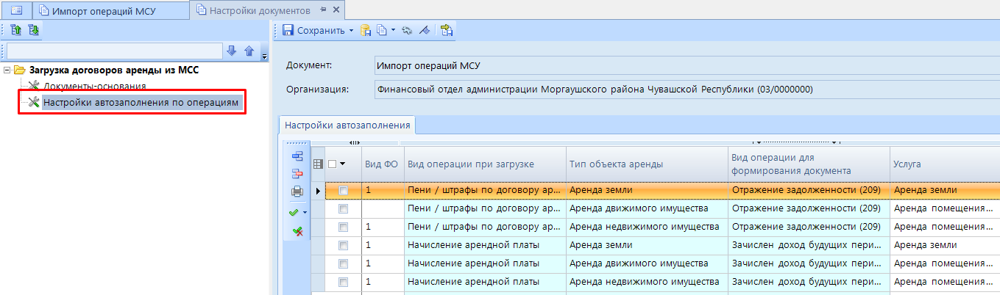 Импорт операций МСУ
Настройки документов
Сохранить
Загрузка договоров аренды из МСС
Документы-основания
Настройки автозаполнения по операциям
Документ: Импорт операций МСУ
Организация: Финансовый отдел администрации Моргаушского района Чувашской Республики (03/0000000)
Настройки автозаполнения
Вид ФО Вид операции при загрузке Тип объекта аренды Вид операции для формирования документа Услуга
1 Пени / штрафы по договору ар... Аренда земли Отражение задолженности (209) Аренда земли
Пени / штрафы по договору ар... Аренда движимого имущества Отражение задолженности (209) Аренда помещения...
1 Пени / штрафы по договору ар... Аренда недвижимого имущества Отражение задолженности (209) Аренда помещения...
1 Начисление арендной платы Аренда земли Зачислен доход будущих пери... Аренда земли
1 Начисление арендной платы Аренда движимого имущества Зачислен доход будущих пери... Аренда помещения...
1 Начисление арендной платы Аренда недвижимого имущества Зачислен доход будущих пери... Аренда помещения...